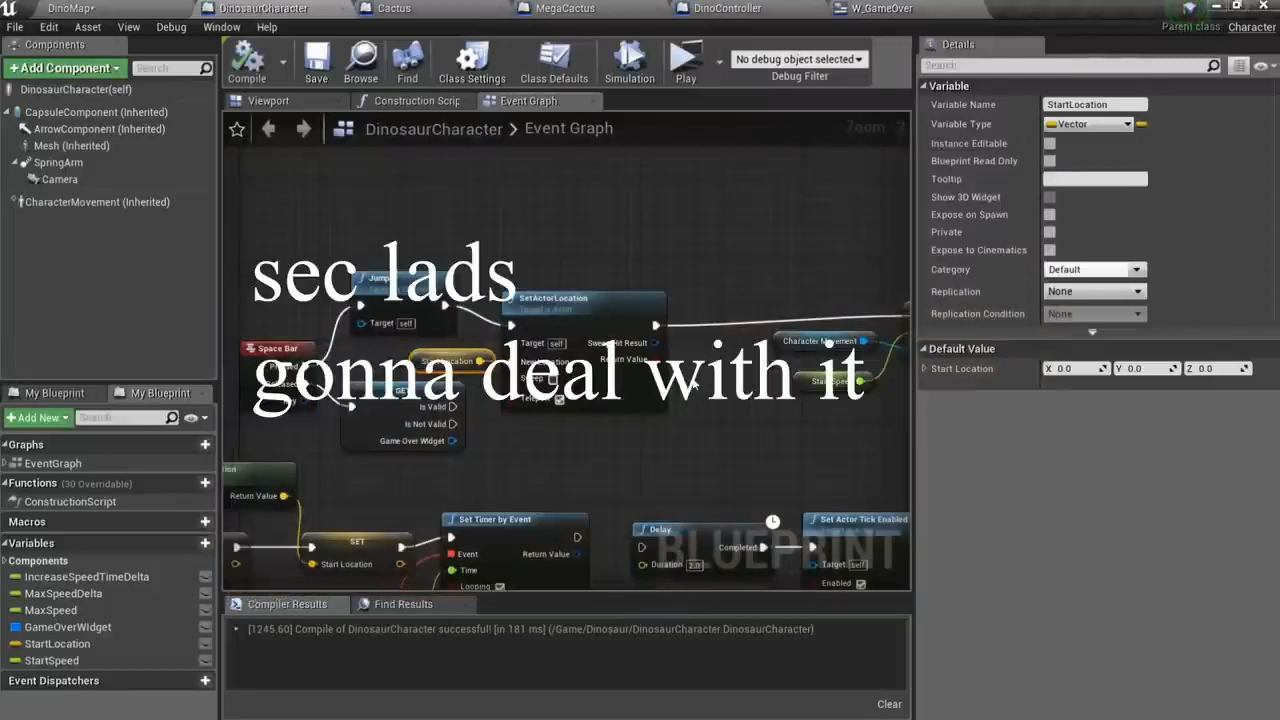 DinoMap*
DinosaurCharacter
Cactus
MegaCactus
DinoController
W_GameOver
File Edit Asset View Window Debug Help
Parent class: Character
Components
+ Add Component
Search
DinosaurCharacter(self)
CapsuleComponent (Inherited)
ArrowComponent (Inherited)
Mesh (Inherited)
SpringArm
Camera
CharacterMovement (Inherited)
Compile
Save
Browse
Find
Class Settings
Class Defaults
Simulation
Play
No debug object selected
Debug Filter
Viewport
Construction Scrip
Event Graph
DinosaurCharacter > Event Graph
Zoom -2
sec lads
gonna deal with it
Jump
Target self
SetActorLocation
Target is Actor
Target self
Sweep Hit Result
Return Value
Space Bar
Is Valid
Is Not Valid
Game Over Widget
Character Movement
Return Value
SET
Start Location
Set Timer by Event
Event
Return Value
Time
Looping
Delay
Completed
Duration 2.0
Set Actor Tick Enabled
Target self
Enabled
BLUEPRINT
My Blueprint
My Blueprint
+ Add New
Search
Graphs
EventGraph
Functions (30 Overridable)
ConstructionScript
Macros
Variables
Components
IncreaseSpeedTimeDelta
MaxSpeedDelta
MaxSpeed
GameOverWIdget
StartLocation
StartSpeed
Event Dispatchers
Compiler Results
Find Results
[1245.60] Compile of DinosaurCharacter successful! [in 181 ms] (/Game/Dinosaur/DinosaurCharacter.DinosaurCharacter)
Clear
Details
Search
Variable
Variable Name StartLocation
Variable Type Vector
Instance Editable
Blueprint Read Only
Tooltip
Show 3D Widget
Expose on Spawn
Private
Expose to Cinematics
Category Default
Replication None
Replication Condition None
Default Value
Start Location X 0.0 Y 0.0 Z 0.0